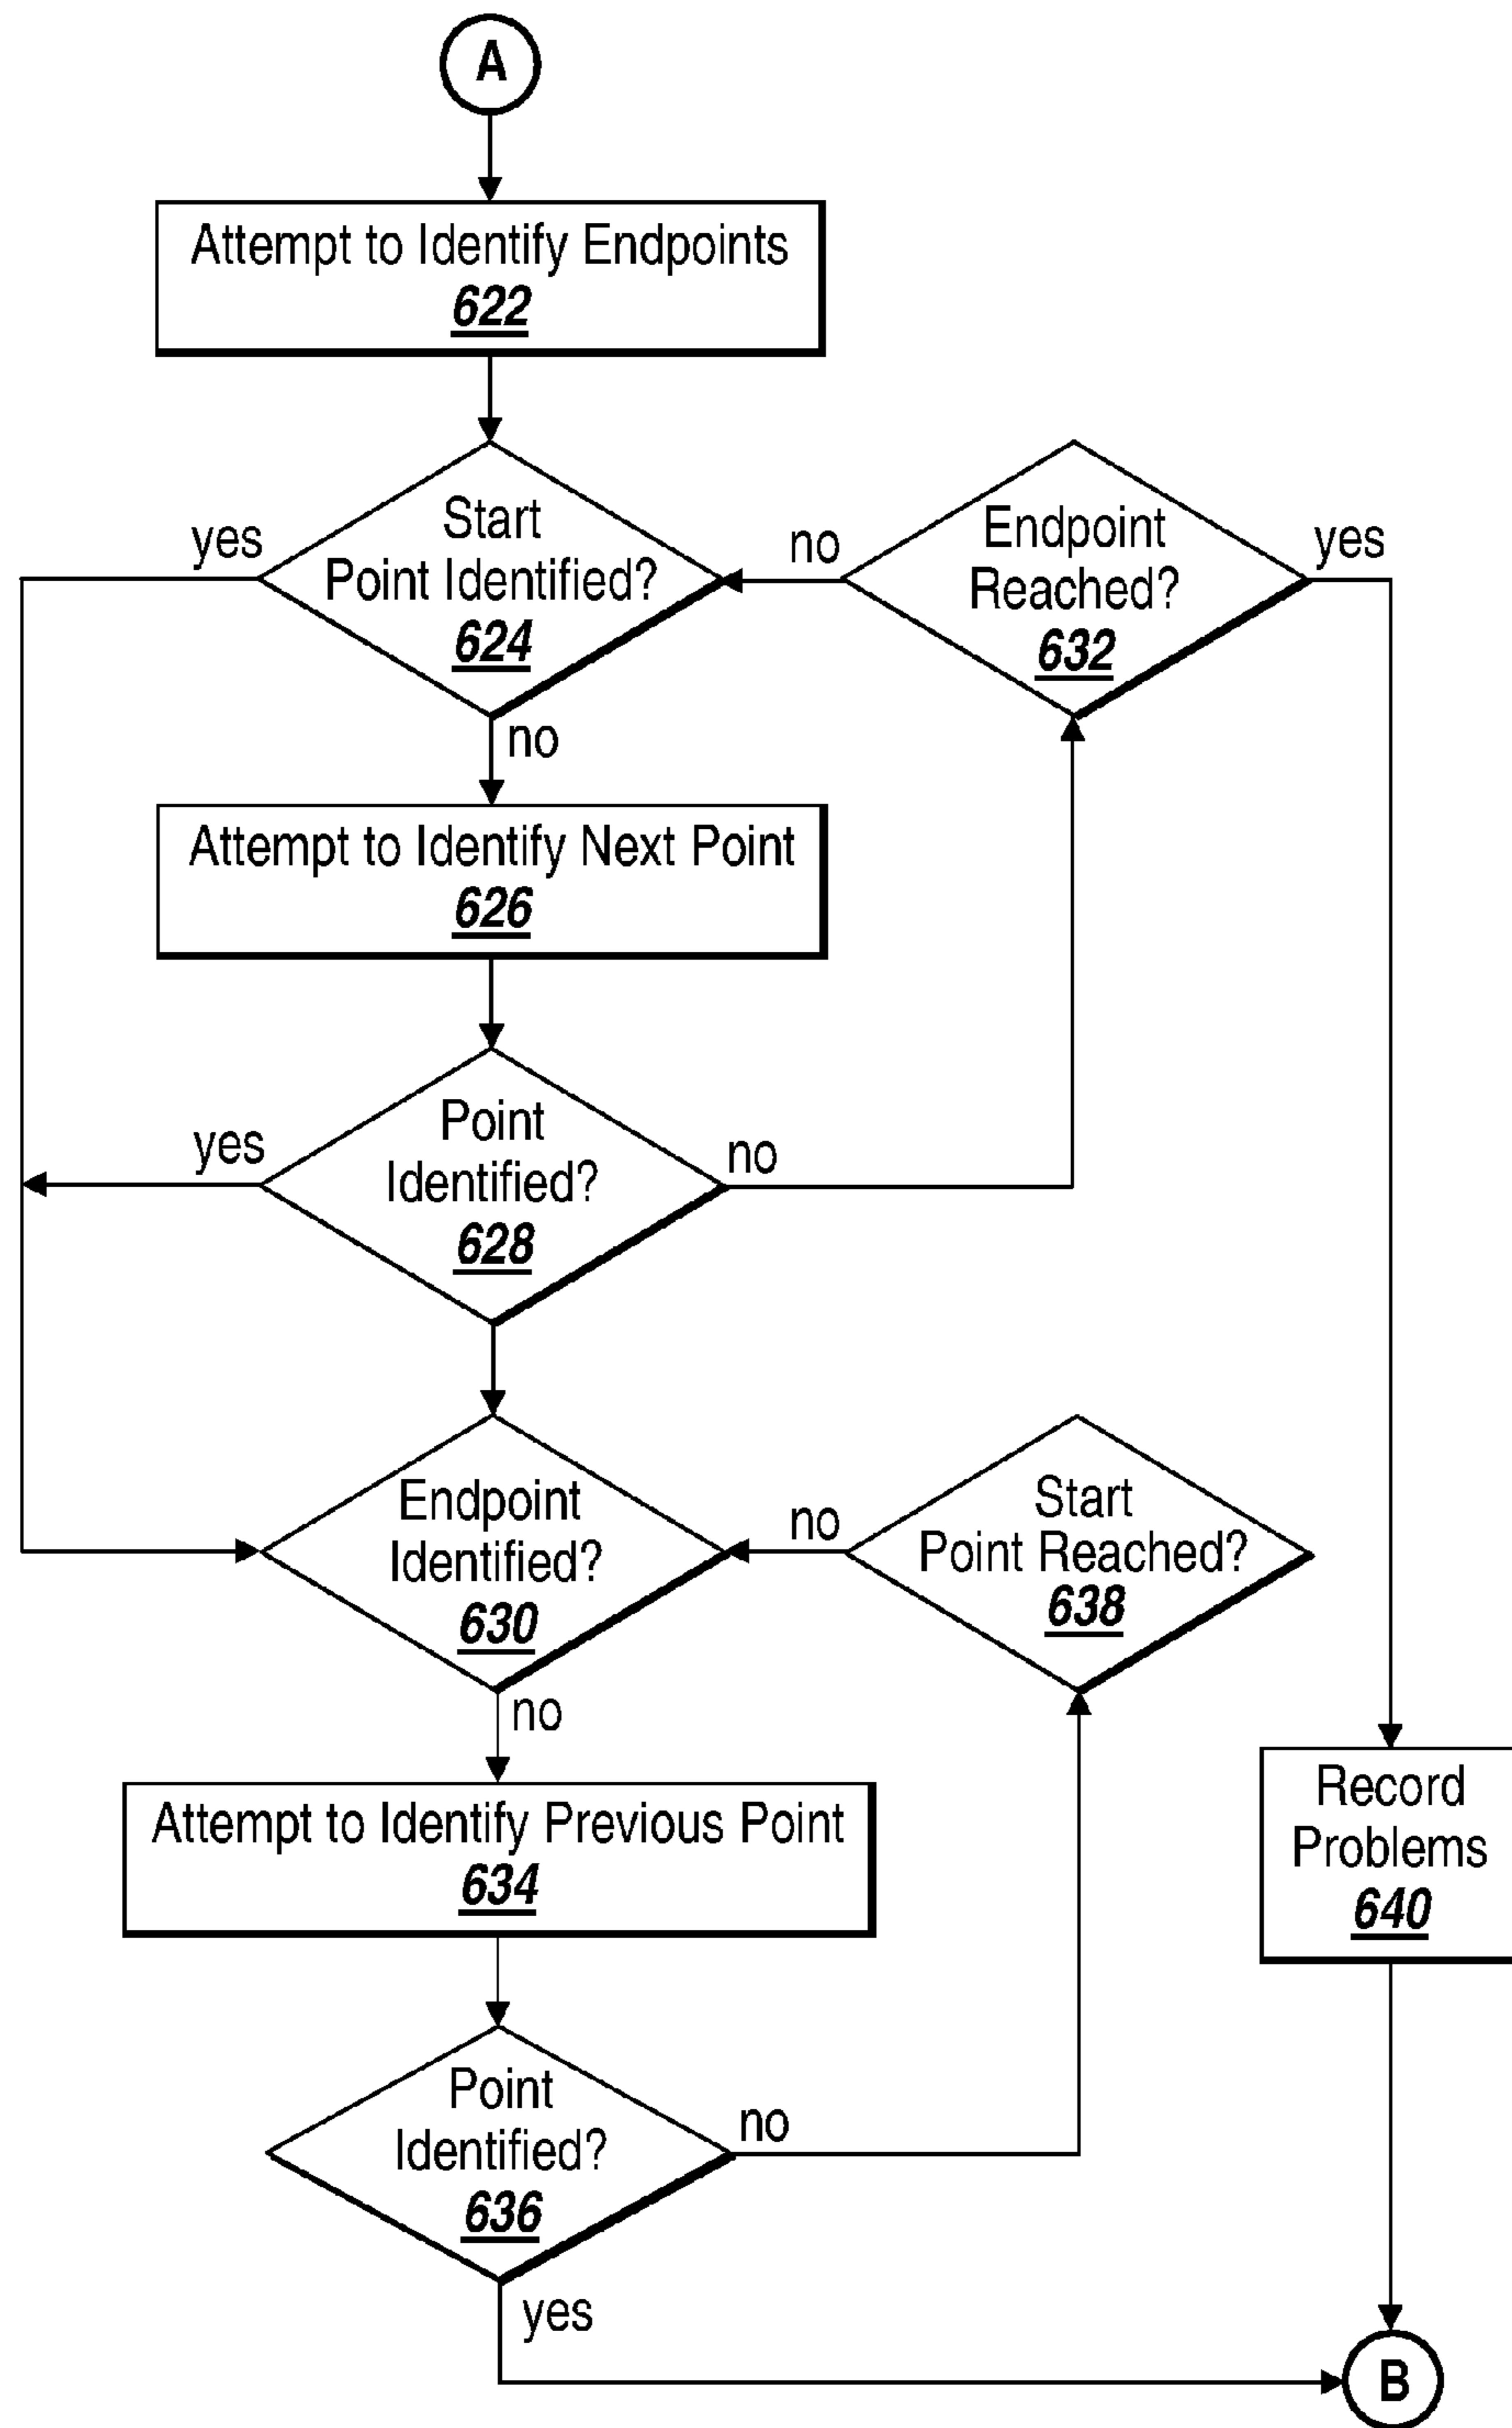 A
Attempt to Identify Endpoints
622
yes
Start
Point Identified?
624
no
Endpoint
Reached?
632
yes
no
Attempt to Identify Next Point
626
yes
Point
Identified?
628
no
Endpoint
Identified?
630
no
Start
Point Reached?
638
no
Attempt to Identify Previous Point
634
Record
Problems
640
Point
Identified?
636
no
yes
B